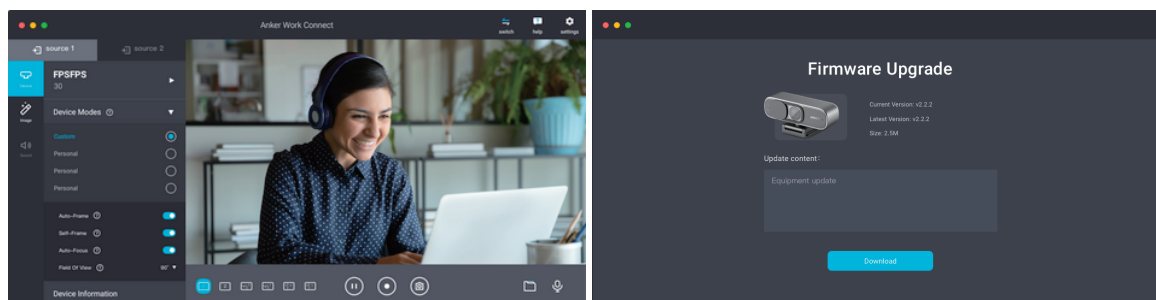 Anker Work Connect
switch
help
settings
source 1
source 2
FPSFPS
30
Device Modes
Image
Custom
Personal
Personal
Personal
Auto-Frame
Self-Frame
Auto-Focus
Field Of View
90°
Device Information
Firmware Upgrade
Current Version: v2.2.2
Latest Version: v2.2.2
Size: 2.5M
Update content:
Equipment update
Download